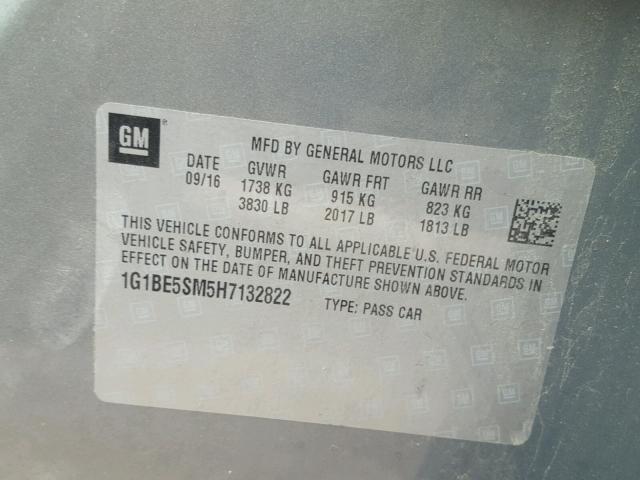 GM ®
MFD BY GENERAL MOTORS LLC
DATE GVWR GAWR FRT GAWR RR
09/16 1738 KG 915 KG 823 KG
3830 LB 2017 LB 1813 LB
THIS VEHICLE CONFORMS TO ALL APPLICABLE U.S. FEDERAL MOTOR
VEHICLE SAFETY, BUMPER, AND THEFT PREVENTION STANDARDS IN
EFFECT ON THE DATE OF MANUFACTURE SHOWN ABOVE.
1G1BE5SM5H7132822 TYPE: PASS CAR